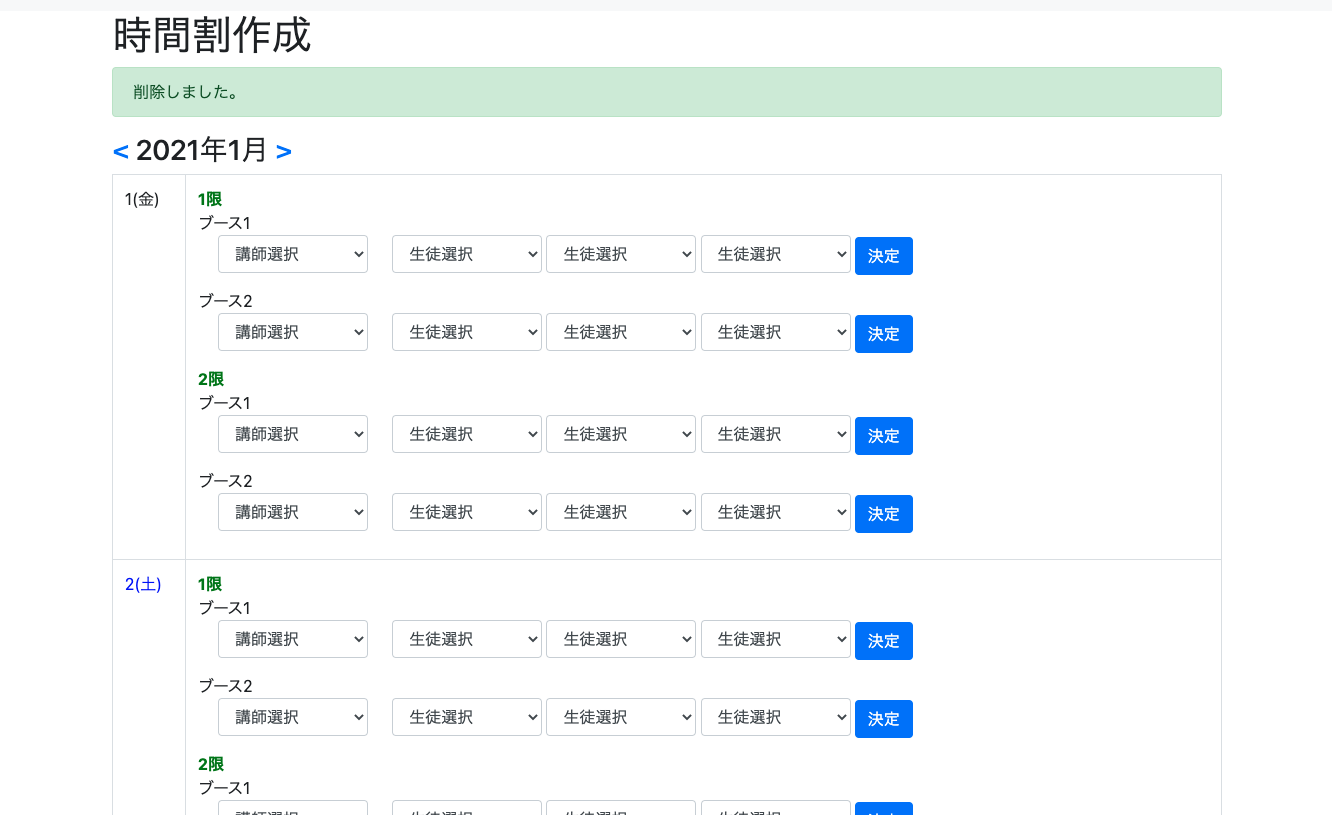 時間割作成
削除しました。
< 2021年1月 >
1(金)
1限
ブース1
講師選択 生徒選択 生徒選択 生徒選択 決定
ブース2
講師選択 生徒選択 生徒選択 生徒選択 決定
2限
ブース1
講師選択 生徒選択 生徒選択 生徒選択 決定
ブース2
講師選択 生徒選択 生徒選択 生徒選択 決定
2(土)
1限
ブース1
講師選択 生徒選択 生徒選択 生徒選択 決定
ブース2
講師選択 生徒選択 生徒選択 生徒選択 決定
2限
ブース1